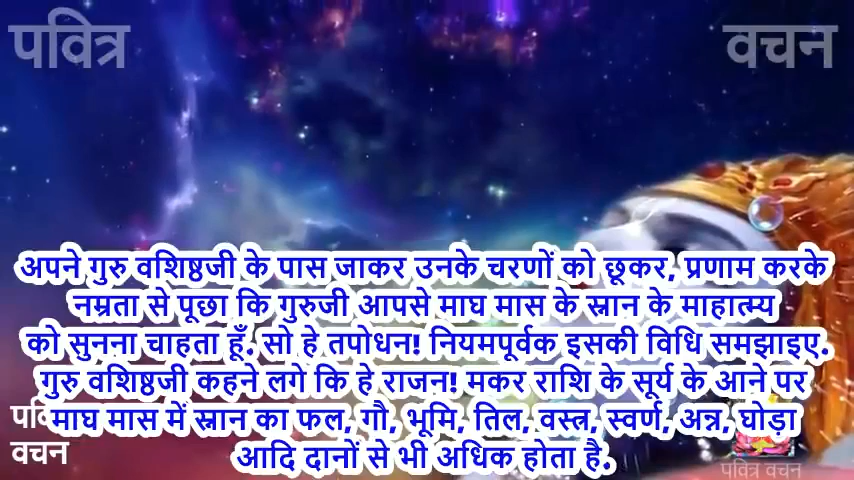 पवित्र वचन
अपने गुरु वशिष्ठजी के पास जाकर उनके चरणों को छूकर, प्रणाम करके
नम्रता से पूछा कि गुरुजी आपसे माघ मास के स्नान के माहात्म्य
को सुनना चाहता हूँ. सो हे तपोधन! नियमपूर्वक इसकी विधि समझाइए.
गुरु वशिष्ठजी कहने लगे कि हे राजन! मकर राशि के सूर्य के आने पर
माघ मास में स्नान का फल, गौ, भूमि, तिल, वस्त्र, स्वर्ण, अन्न, घोड़ा
आदि दानों से भी अधिक होता है.
वचन
पवित्र वचन